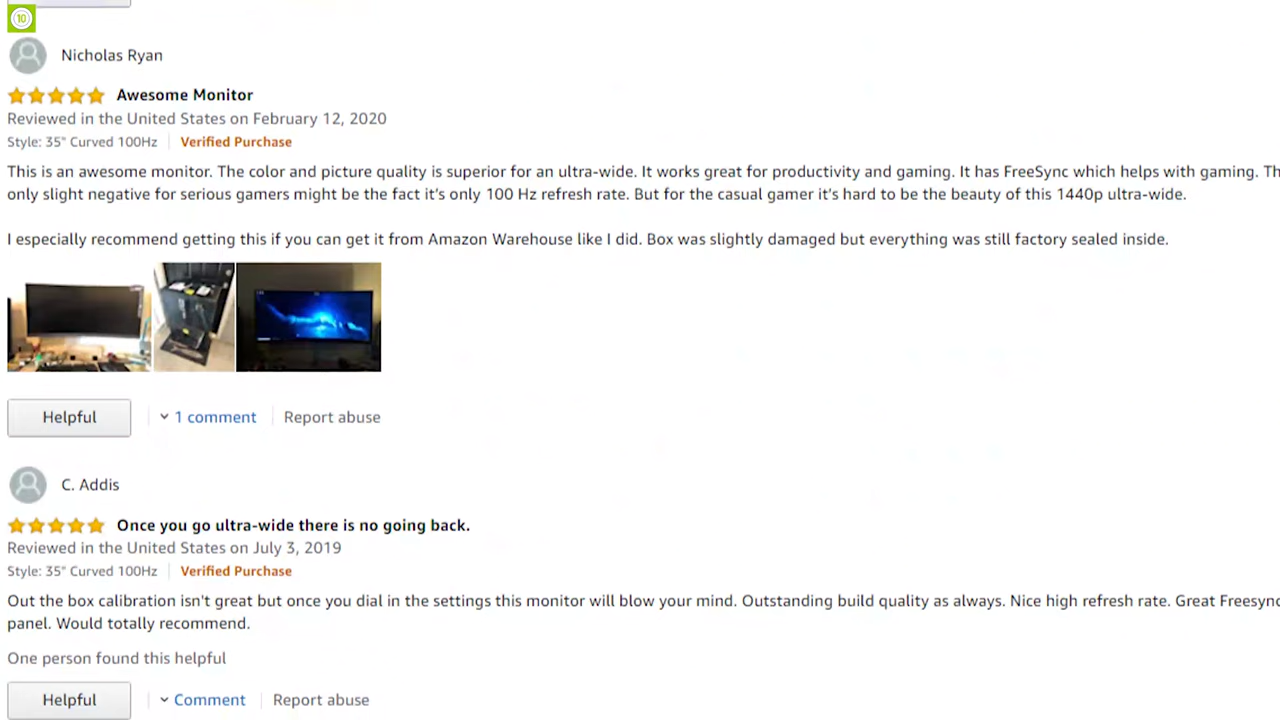 10
Nicholas Ryan
Awesome Monitor
Reviewed in the United States on February 12, 2020
Style: 35" Curved 100Hz Verified Purchase
This is an awesome monitor. The color and picture quality is superior for an ultra-wide. It works great for productivity and gaming. It has FreeSync which helps with gaming. Th
only slight negative for serious gamers might be the fact it's only 100 Hz refresh rate. But for the casual gamer it's hard to be the beauty of this 1440p ultra-wide.
I especially recommend getting this if you can get it from Amazon Warehouse like I did. Box was slightly damaged but everything was still factory sealed inside.
Helpful 1 comment Report abuse
C. Addis
Once you go ultra-wide there is no going back.
Reviewed in the United States on July 3, 2019
Style: 35" Curved 100Hz Verified Purchase
Out the box calibration isn't great but once you dial in the settings this monitor will blow your mind. Outstanding build quality as always. Nice high refresh rate. Great Freesync
panel. Would totally recommend.
One person found this helpful
Helpful Comment Report abuse